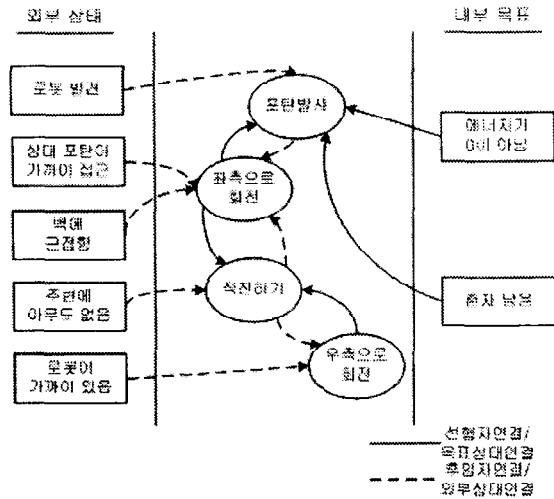 외부 상태
내부 목표
로봇 발견
포탄발사
에너지가
0이 아님
상대 포탄이
가까이 접근
좌측으로
회전
벽에
근접함
주변에
아무도 없음
직진하기
혼자 남음
로봇이
가까이 있음
우측으로
회전
선행자연결/
목표상태연결
후임자연결/
외부상태연결